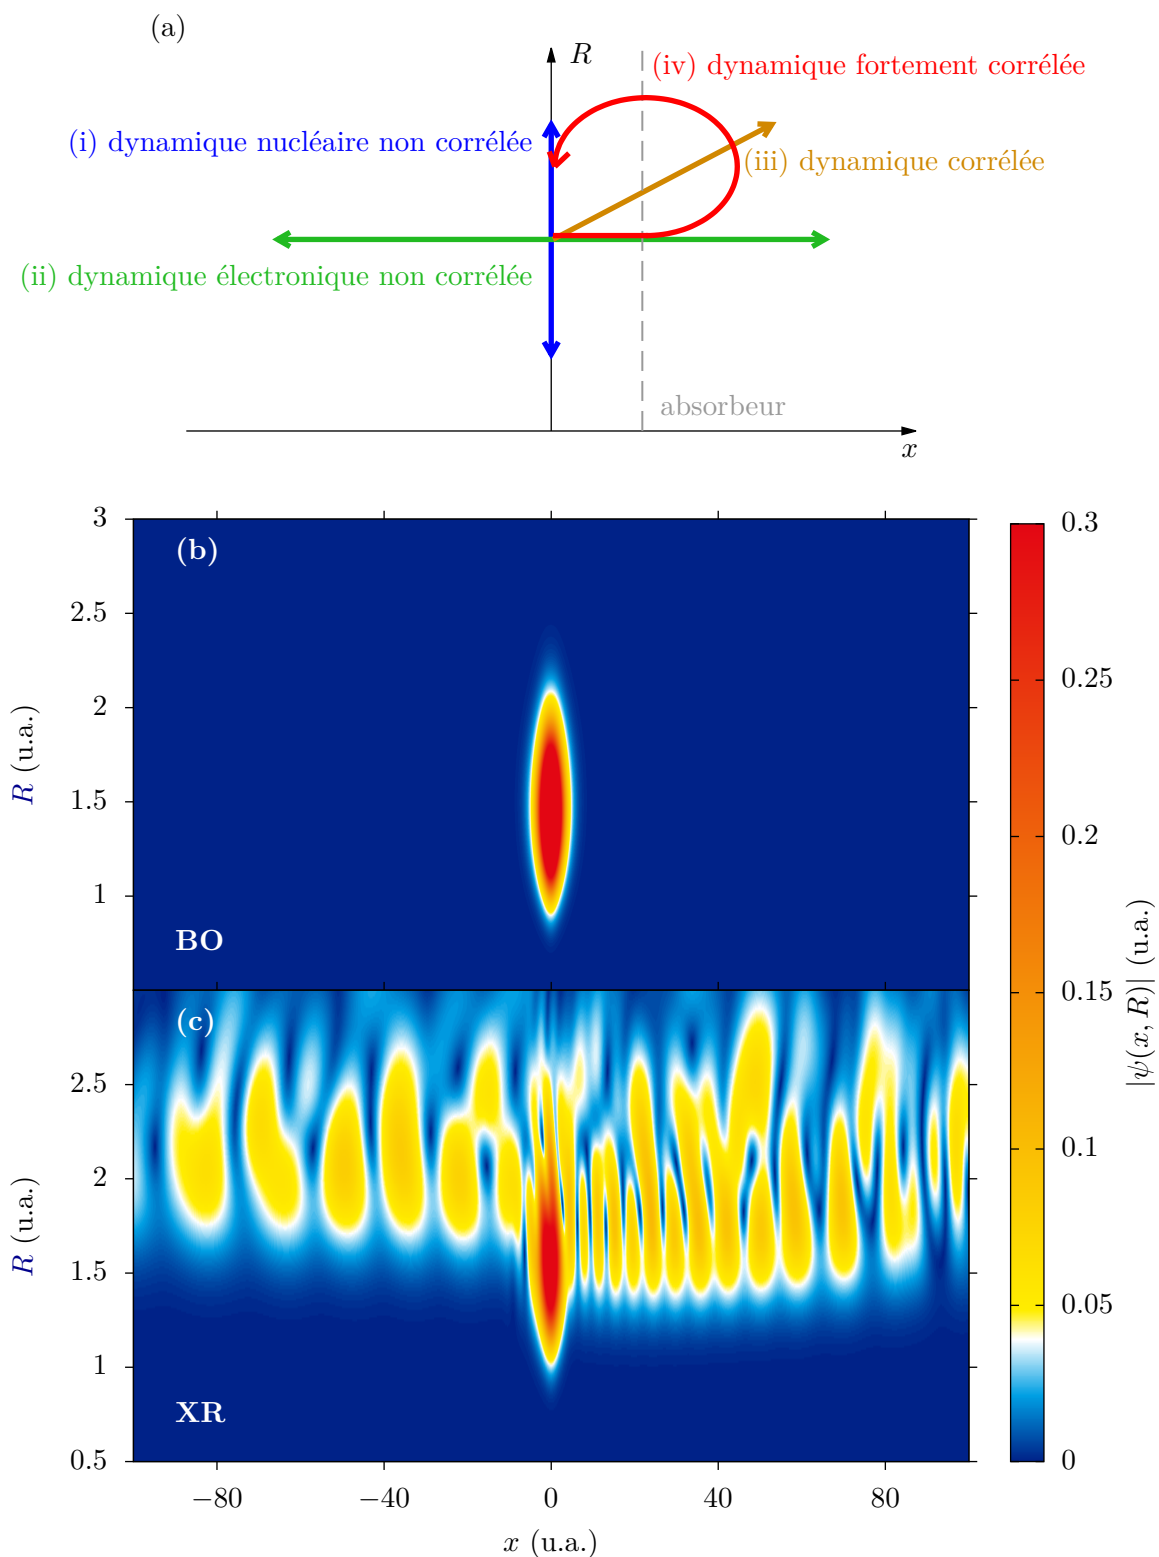 (a)
R
(iv) dynamique fortement corrélée
(i) dynamique nucléaire non corrélée
(iii) dynamique corrélée
(ii) dynamique électronique non corrélée
absorbeur
x
3
2.5
2
1.5
1
R (u.a.)
(b)
BO
(c)
XR
2.5
2
1.5
1
0.5
R (u.a.)
−80
−40
0
40
80
x (u.a.)
0.3
0.25
0.2
0.15
0.1
0.05
0
|ψ(x, R)| (u.a.)